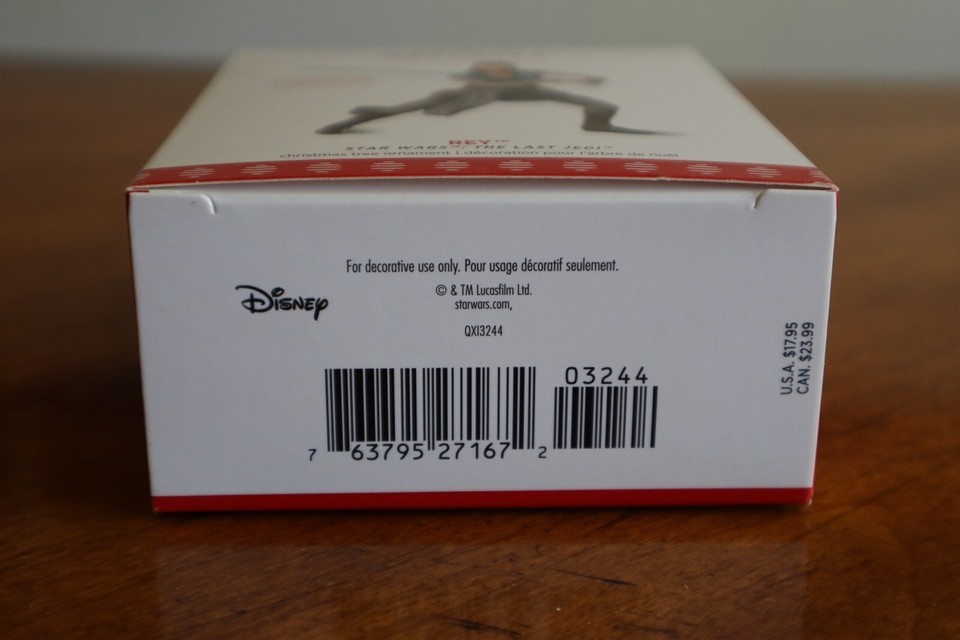 REY™
STAR WARS™: THE LAST JEDI™
christmas tree ornament | décoration pour l'arbre de noël
For decorative use only. Pour usage décoratif seulement.
Disney
© & TM Lucasfilm Ltd.
starwars.com,
QXI3244
U.S.A. $17.95
CAN. $23.99
03244
7 63795 27167 2